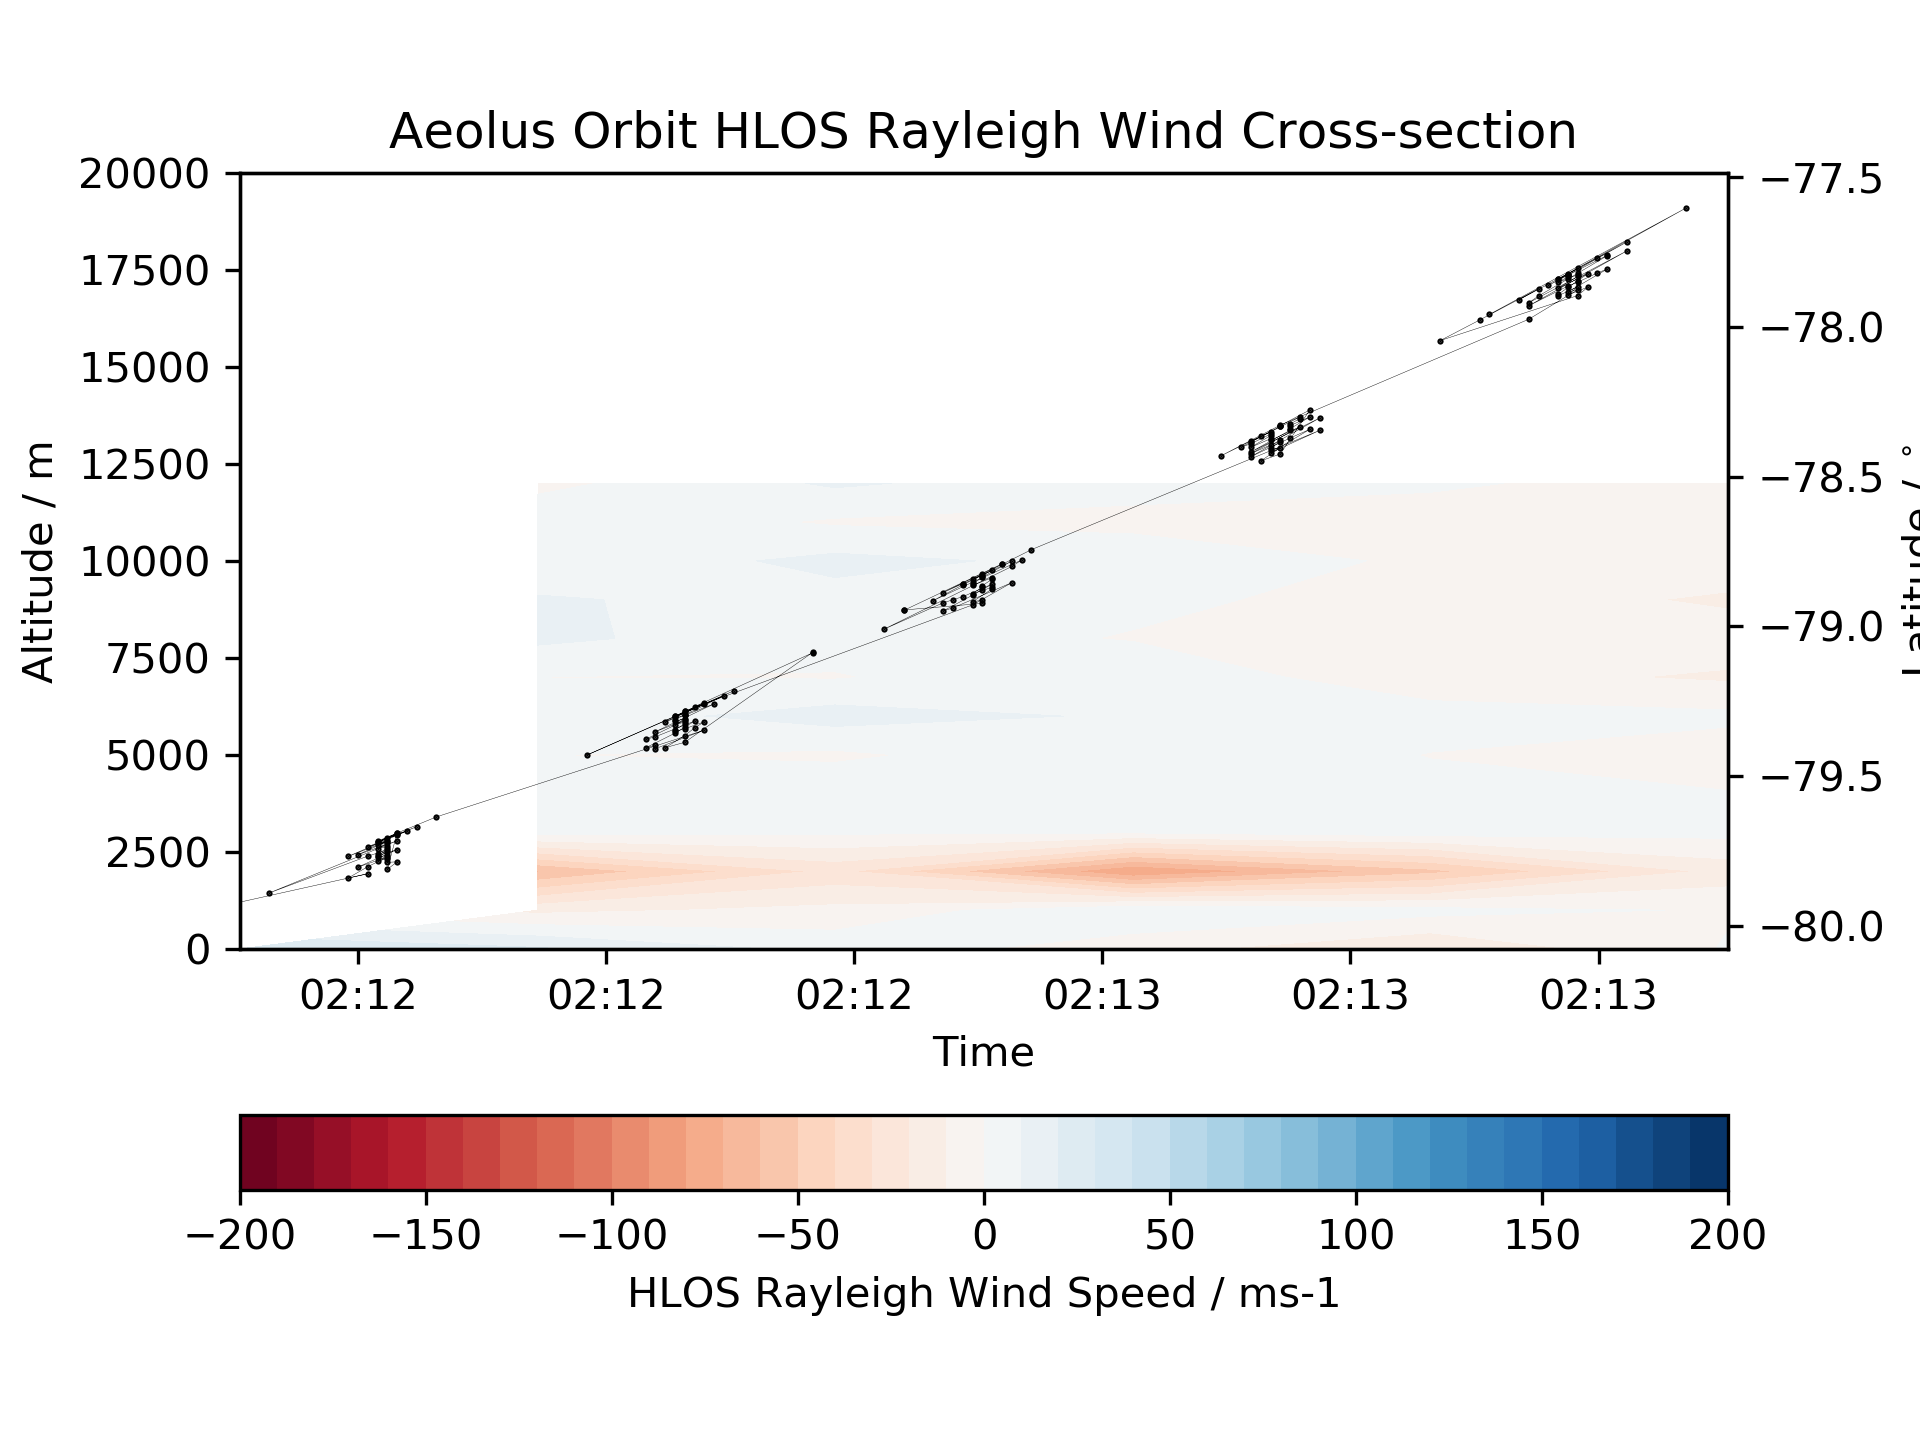 Aeolus Orbit HLOS Rayleigh Wind Cross-section
20000
17500
15000
12500
10000
7500
5000
2500
0
Altitude / m
−77.5
−78.0
−78.5
−79.0
−79.5
−80.0
Latitude / °
02:12 02:12 02:12 02:13 02:13 02:13
Time
−200 −150 −100 −50 0 50 100 150 200
HLOS Rayleigh Wind Speed / ms-1